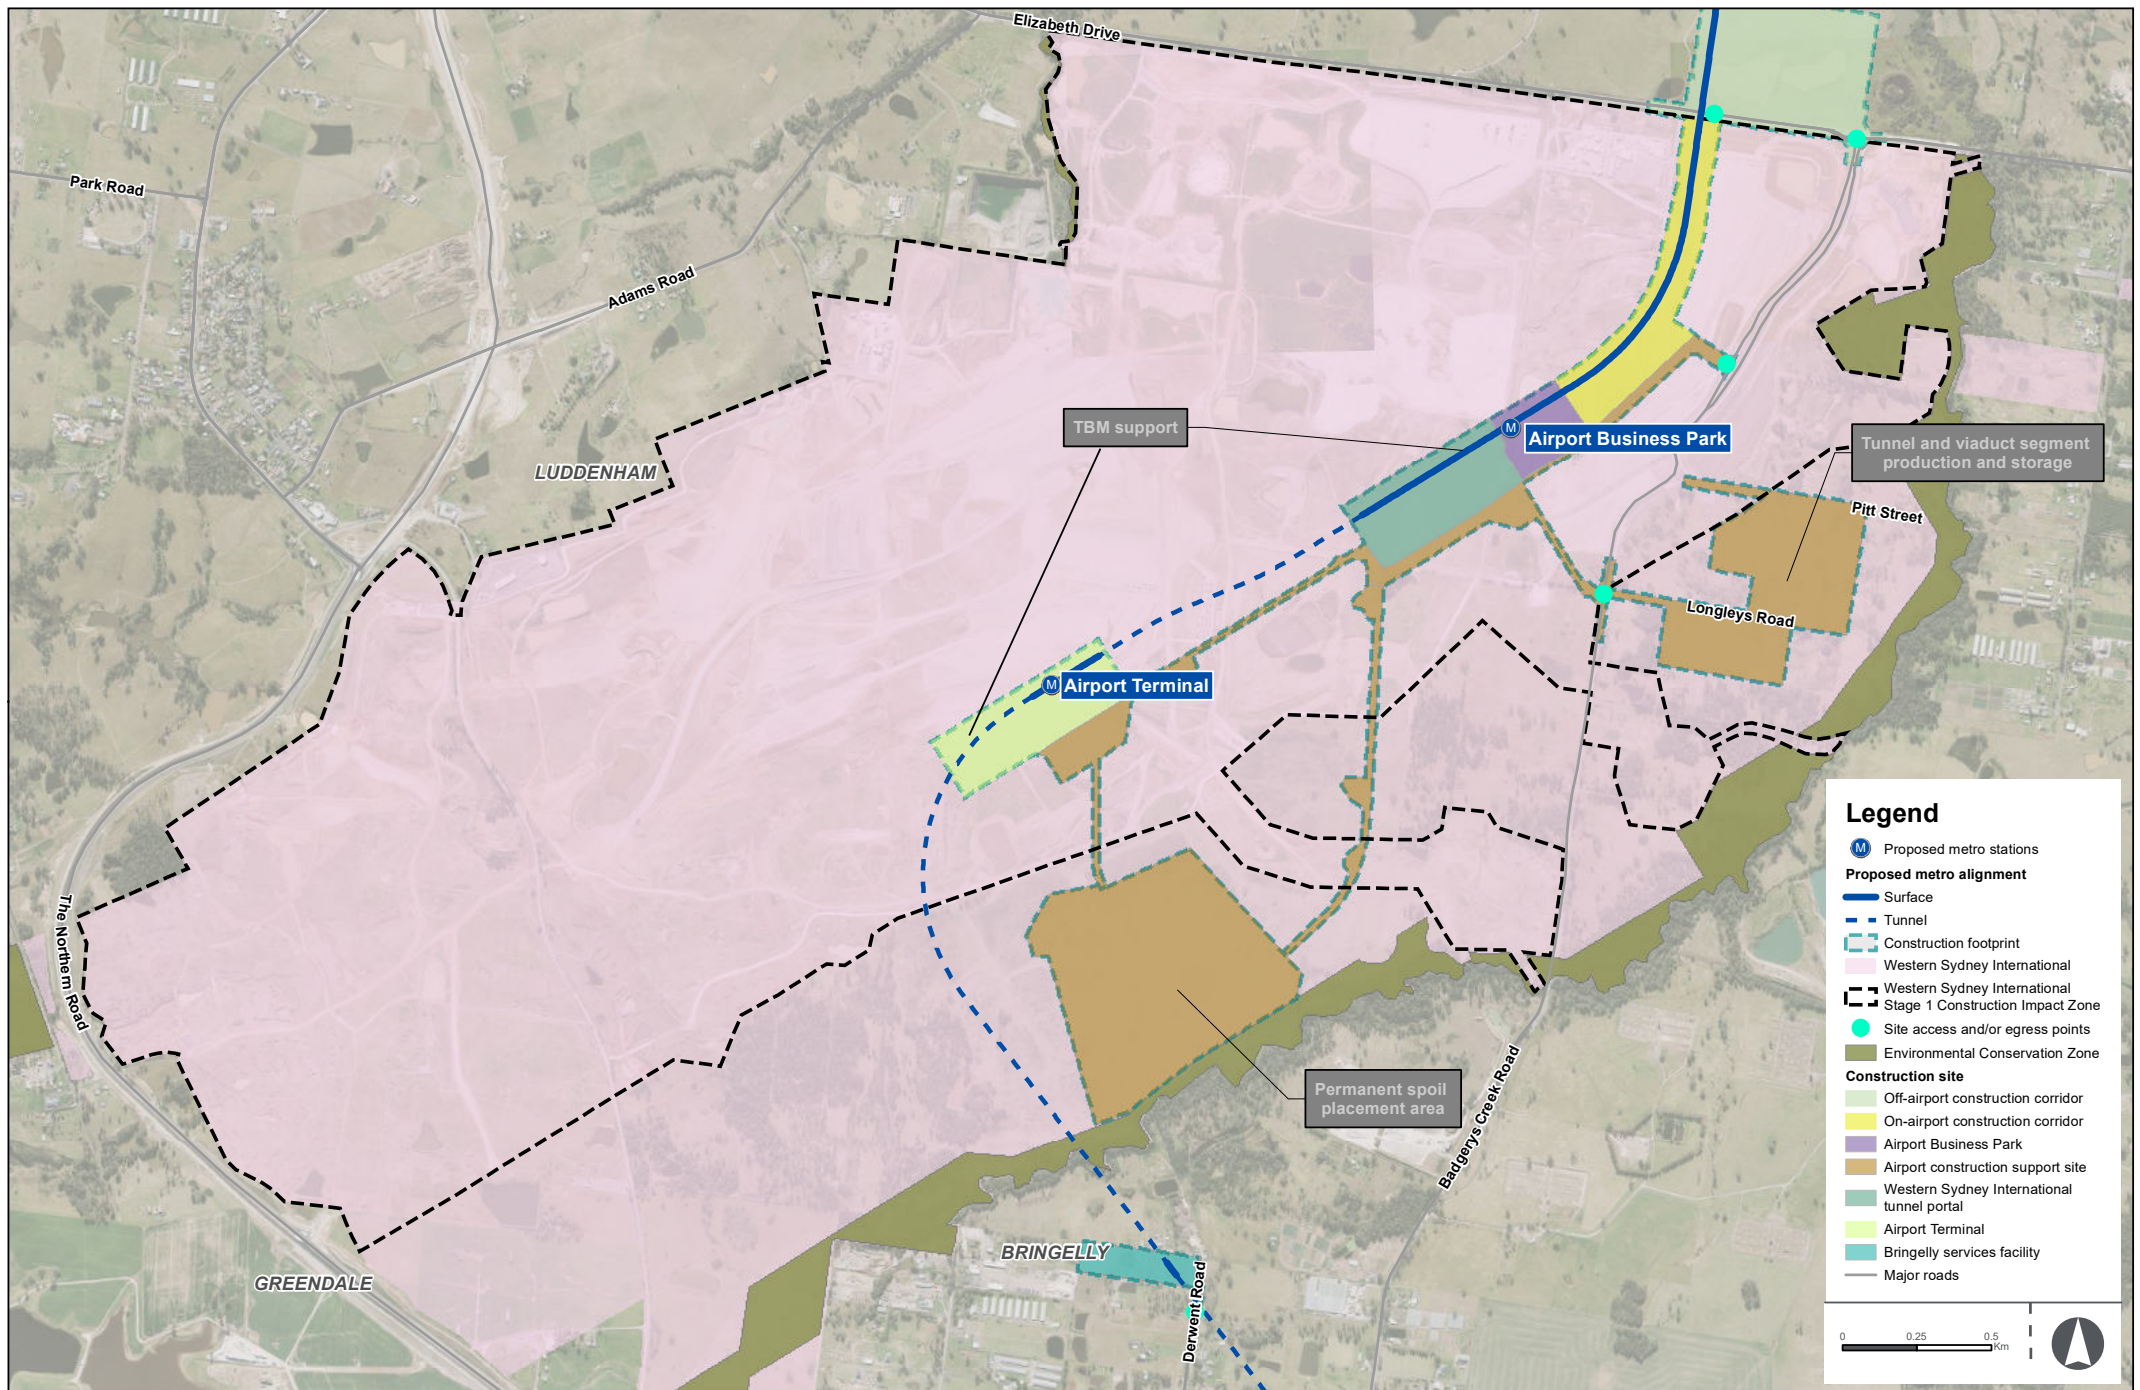 Elizabeth Drive
Park Road
Adams Road
TBM support
M
Airport Business Park
Tunnel and viaduct segment
production and storage
LUDDENHAM
Pitt Street
Longleys Road
M
Airport Terminal
The Northern Road
Permanent spoil
placement area
Badgerys Creek Road
BRINGELLY
GREENDALE
Derwent Road
Legend
M
Proposed metro stations
Proposed metro alignment
Surface
Tunnel
Construction footprint
Western Sydney International
Western Sydney International
Stage 1 Construction Impact Zone
Site access and/or egress points
Environmental Conservation Zone
Construction site
Off-airport construction corridor
On-airport construction corridor
Airport Business Park
Airport construction support site
Western Sydney International
tunnel portal
Airport Terminal
Bringelly services facility
Major roads
0 0.25 0.5
Km